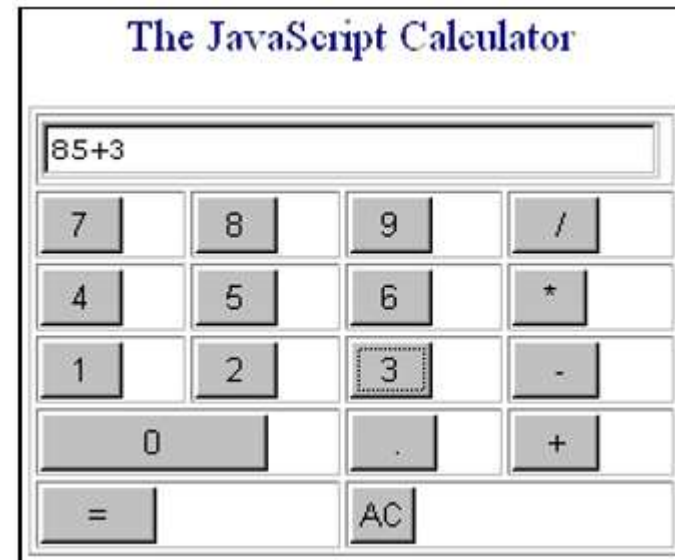 The JavaScript Calculator
85+3
7 8 9 /
4 5 6 *
1 2 3 -
0 . +
= AC